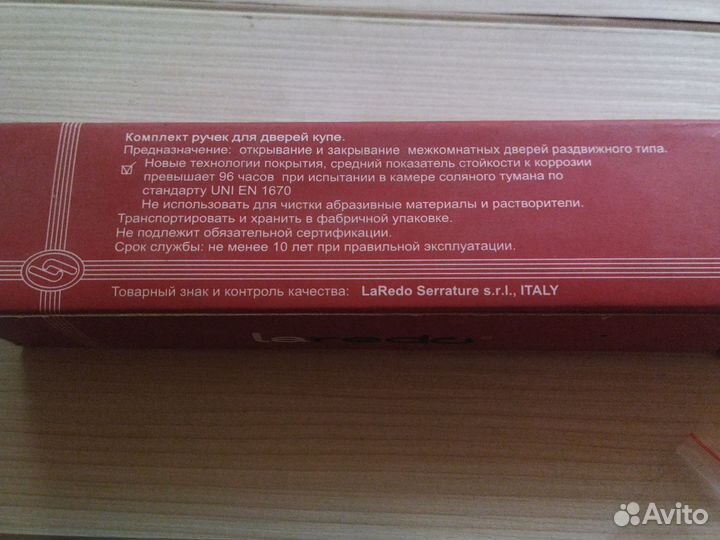 Комплект ручек для дверей купе.
Предназначение: открывание и закрывание межкомнатных дверей раздвижного типа.
Новые технологии покрытия, средний показатель стойкости к коррозии
превышает 96 часов при испытании в камере соляного тумана по
стандарту UNI EN 1670
Не использовать для чистки абразивные материалы и растворители.
Транспортировать и хранить в фабричной упаковке.
Не подлежит обязательной сертификации.
Срок службы: не менее 10 лет при правильной эксплуатации.
Товарный знак и контроль качества: LaRedo Serrature s.r.l., ITALY
Laredo
Avito